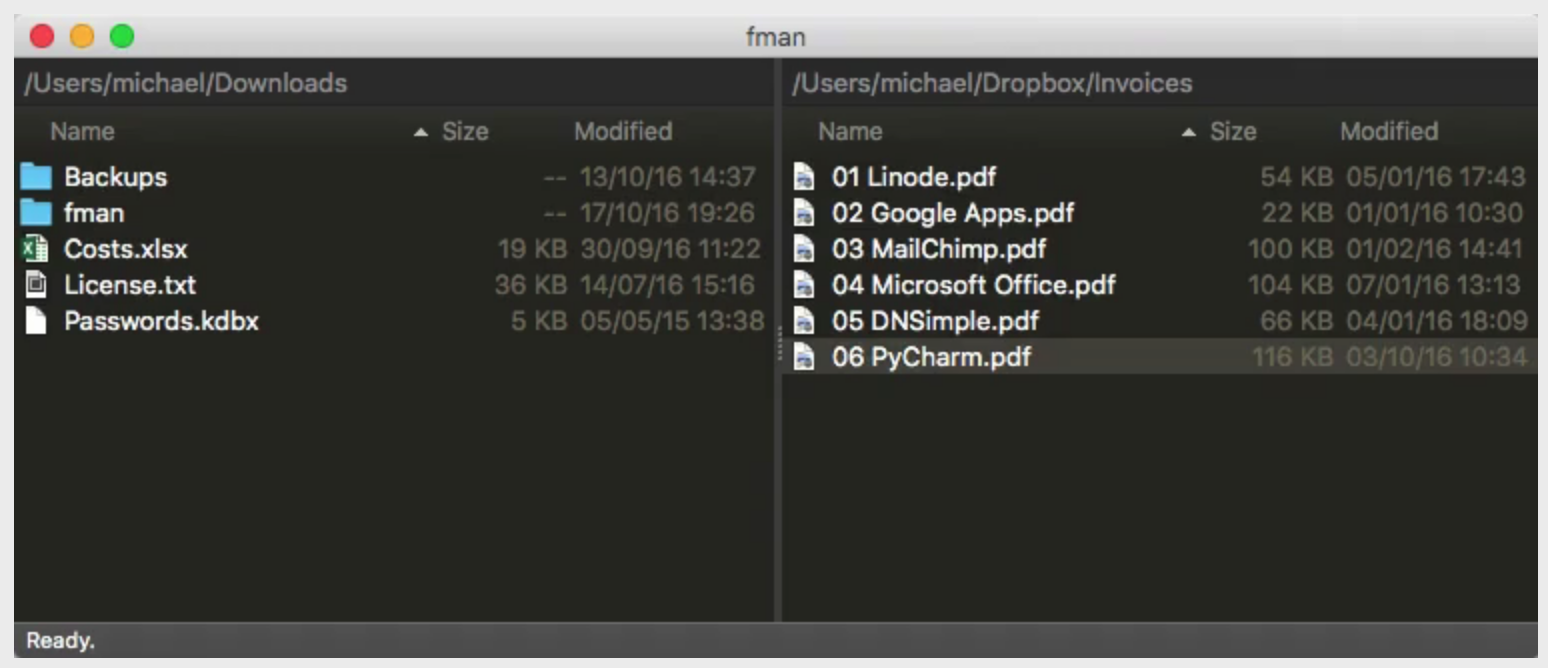 fman
/Users/michael/Downloads
Name Size Modified
Backups -- 13/10/16 14:37
fman -- 17/10/16 19:26
Costs.xlsx 19 KB 30/09/16 11:22
License.txt 36 KB 14/07/16 15:16
Passwords.kdbx 5 KB 05/05/15 13:38
/Users/michael/Dropbox/Invoices
Name Size Modified
01 Linode.pdf 54 KB 05/01/16 17:43
02 Google Apps.pdf 22 KB 01/01/16 10:30
03 MailChimp.pdf 100 KB 01/02/16 14:41
04 Microsoft Office.pdf 104 KB 07/01/16 13:13
05 DNSimple.pdf 66 KB 04/01/16 18:09
06 PyCharm.pdf 116 KB 03/10/16 10:34
Ready.